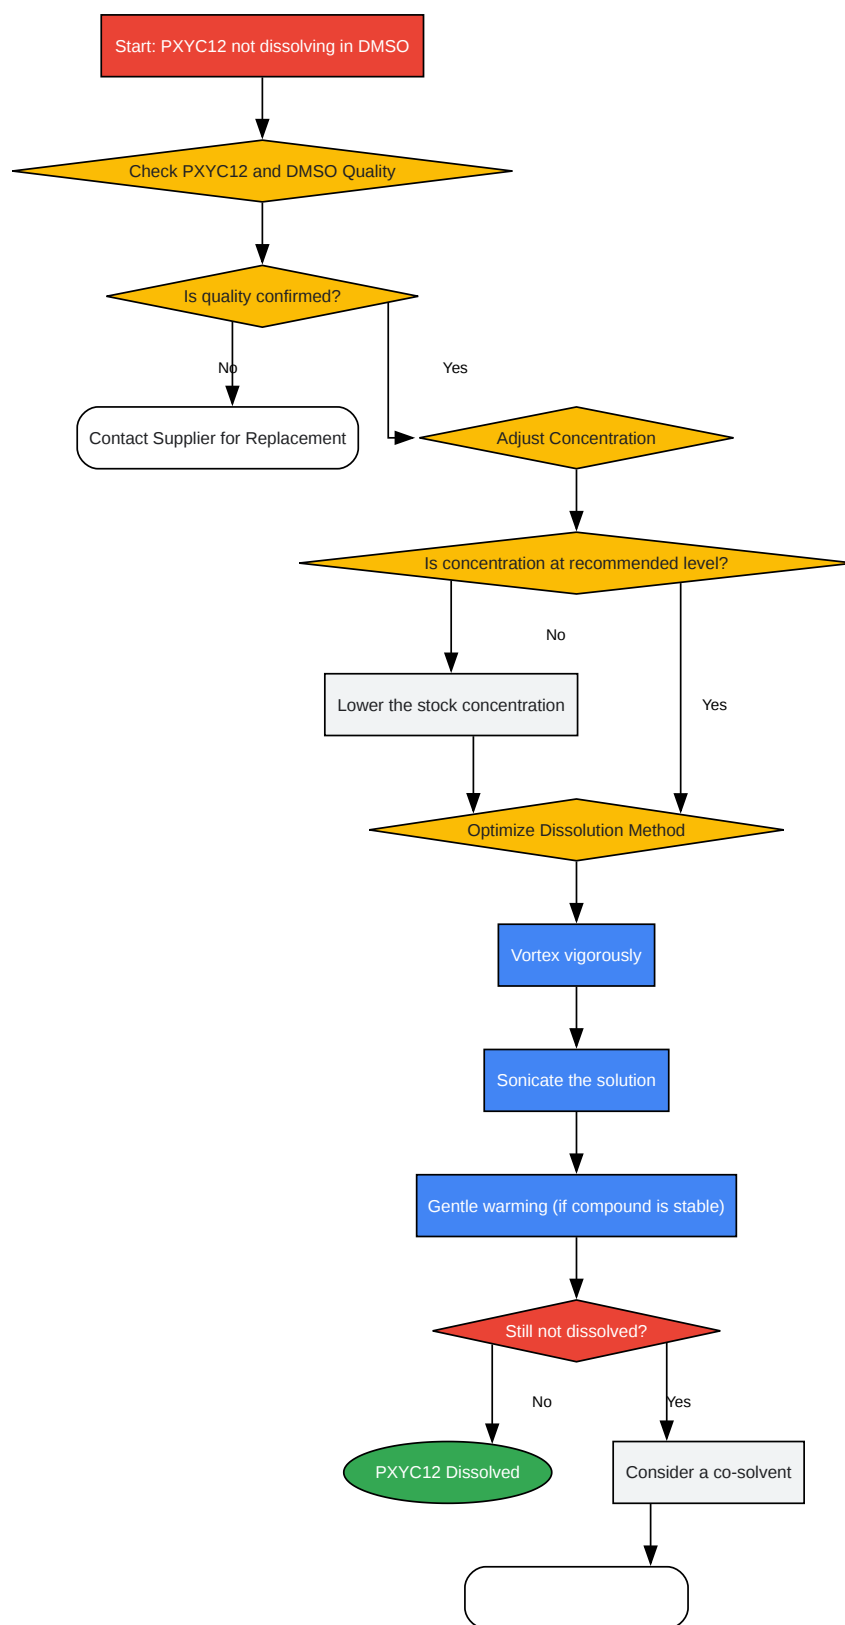 Start: PXYC12 not dissolving in DMSO
Check PXYC12 and DMSO Quality
Is quality confirmed?
No
Yes
Contact Supplier for Replacement
Adjust Concentration
Is concentration at recommended level?
No
Lower the stock concentration
Yes
Optimize Dissolution Method
Vortex vigorously
Sonicate the solution
Gentle warming (if compound is stable)
Still not dissolved?
No
Yes
PXYC12 Dissolved
Consider a co-solvent